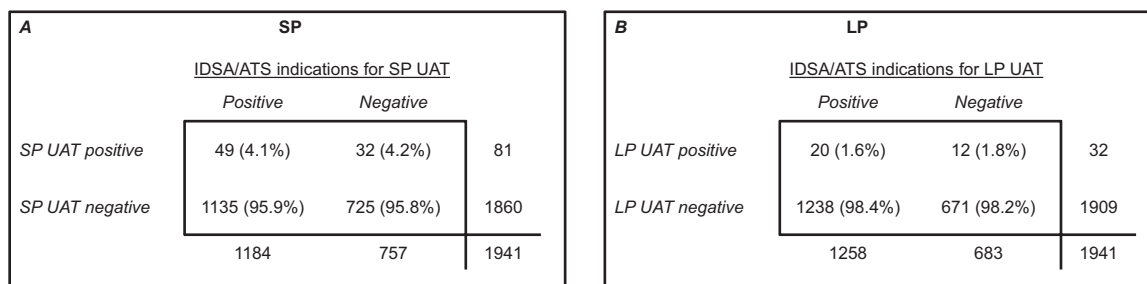 A SP
IDSA/ATS indications for SP UAT
Positive Negative
SP UAT positive 49 (4.1%) 32 (4.2%) 81
SP UAT negative 1135 (95.9%) 725 (95.8%) 1860
1184 757 1941
B LP
IDSA/ATS indications for LP UAT
Positive Negative
LP UAT positive 20 (1.6%) 12 (1.8%) 32
LP UAT negative 1238 (98.4%) 671 (98.2%) 1909
1258 683 1941